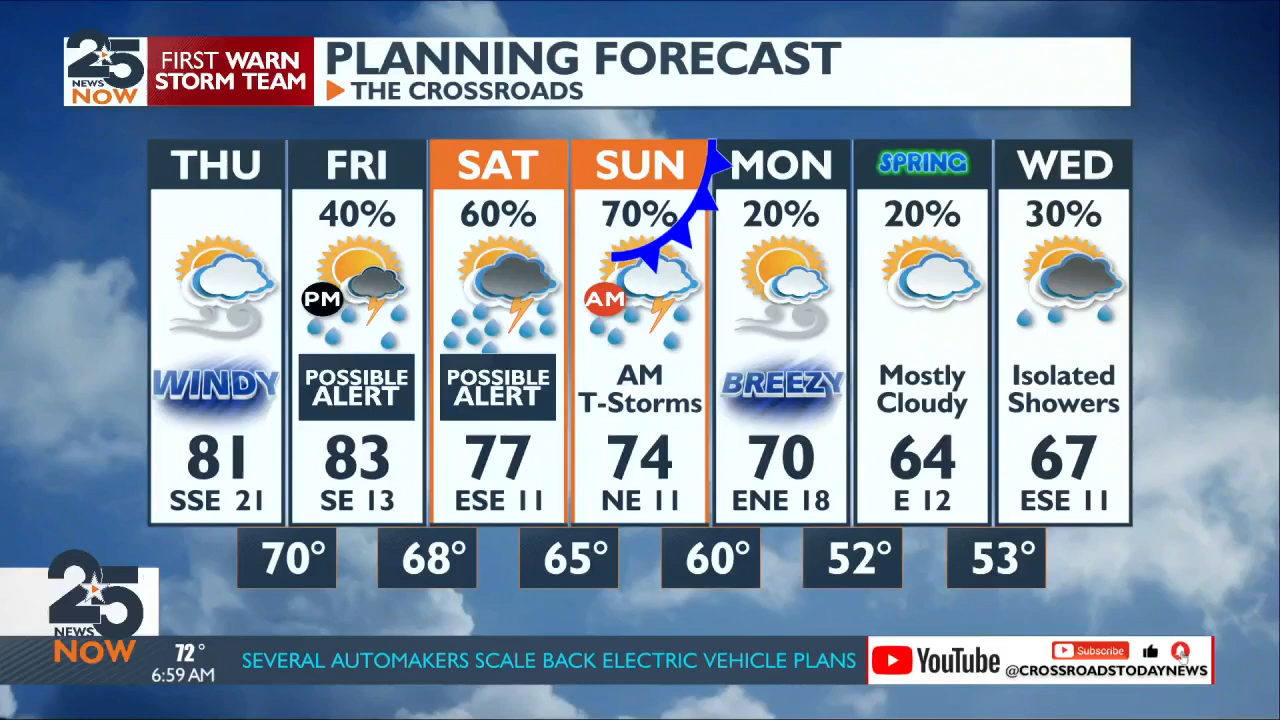 25
NEWS
NOW
FIRST WARN
STORM TEAM
PLANNING FORECAST
THE CROSSROADS
THU
FRI
SAT
SUN
MON
SPRING
WED
40%
60%
70%
20%
20%
30%
PM
AM
WINDY
POSSIBLE
ALERT
POSSIBLE
ALERT
AM
T-Storms
BREEZY
Mostly
Cloudy
Isolated
Showers
81
83
77
74
70
64
67
SSE 21
SE 13
ESE 11
NE 11
ENE 18
E 12
ESE 11
70°
68°
65°
60°
52°
53°
25
NEWS
NOW
72°
6:59 AM
SEVERAL AUTOMAKERS SCALE BACK ELECTRIC VEHICLE PLANS
YouTube
Subscribe
@CROSSROADSTODAYNEWS